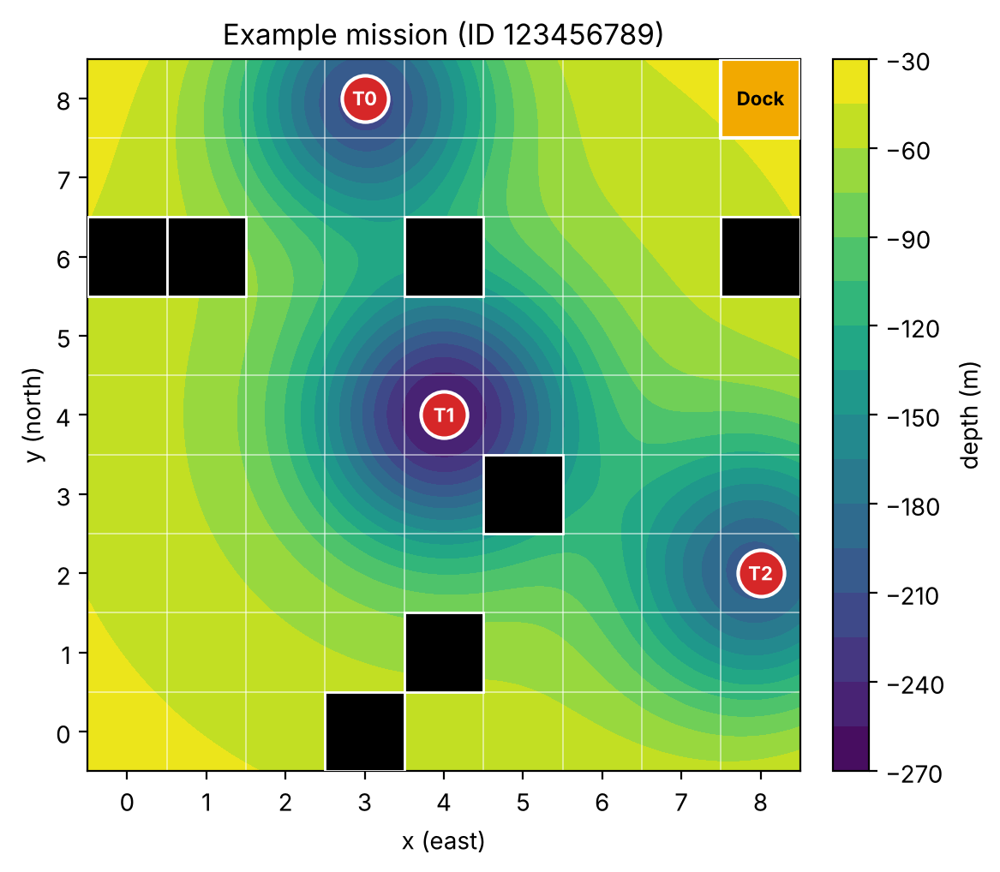 Example mission (ID 123456789)
T0
Dock
T1
T2
8
7
6
5
4
3
2
1
0
y (north)
0 1 2 3 4 5 6 7 8
x (east)
−30
−60
−90
−120
−150
−180
−210
−240
−270
depth (m)